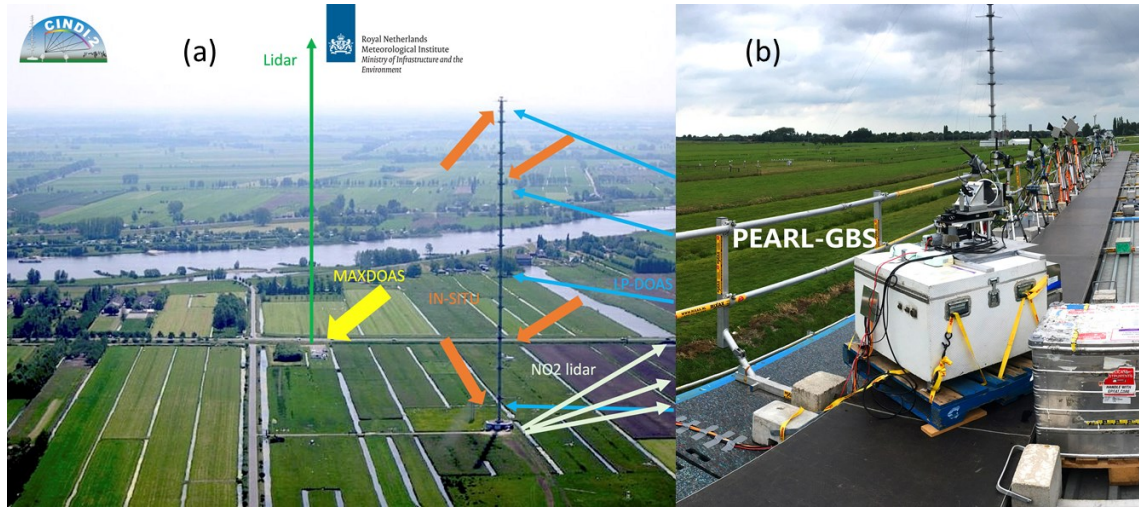 CINDI-2
(a)
Royal Netherlands
Meteorological Institute
Ministry of Infrastructure and the
Environment
Lidar
MAXDOAS
IN-SITU
LP-DOAS
NO2 lidar
(b)
PEARL-GBS